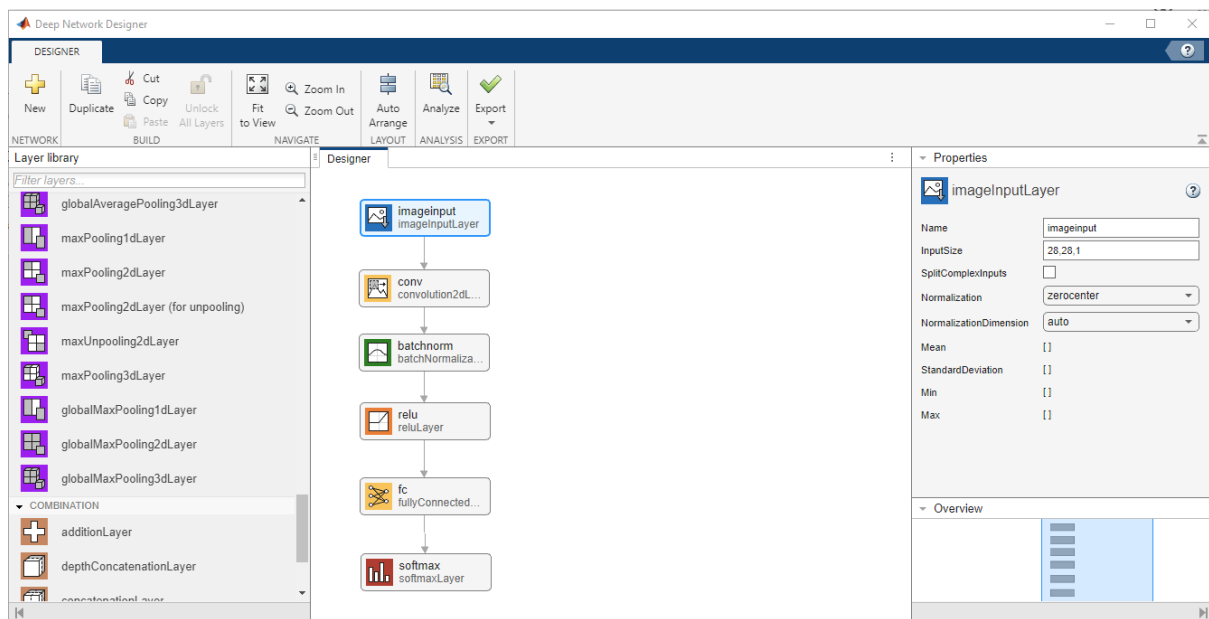 Deep Network Designer
DESIGNER
New
Duplicate
Cut
Copy
Paste
Unlock
All Layers
Fit
to View
Zoom In
Zoom Out
Auto
Arrange
Analyze
Export
NETWORK
BUILD
NAVIGATE
LAYOUT
ANALYSIS
EXPORT
Layer library
Filter layers...
globalAveragePooling3dLayer
maxPooling1dLayer
maxPooling2dLayer
maxPooling2dLayer (for unpooling)
maxUnpooling2dLayer
maxPooling3dLayer
globalMaxPooling1dLayer
globalMaxPooling2dLayer
globalMaxPooling3dLayer
COMBINATION
additionLayer
depthConcatenationLayer
concatenationLayer
Designer
imageinput
imageInputLayer
conv
convolution2dL...
batchnorm
batchNormaliza...
relu
reluLayer
fc
fullyConnected...
softmax
softmaxLayer
Properties
imageInputLayer
?
Name imageinput
InputSize 28,28,1
SplitComplexInputs
Normalization zerocenter
NormalizationDimension auto
Mean []
StandardDeviation []
Min []
Max []
Overview